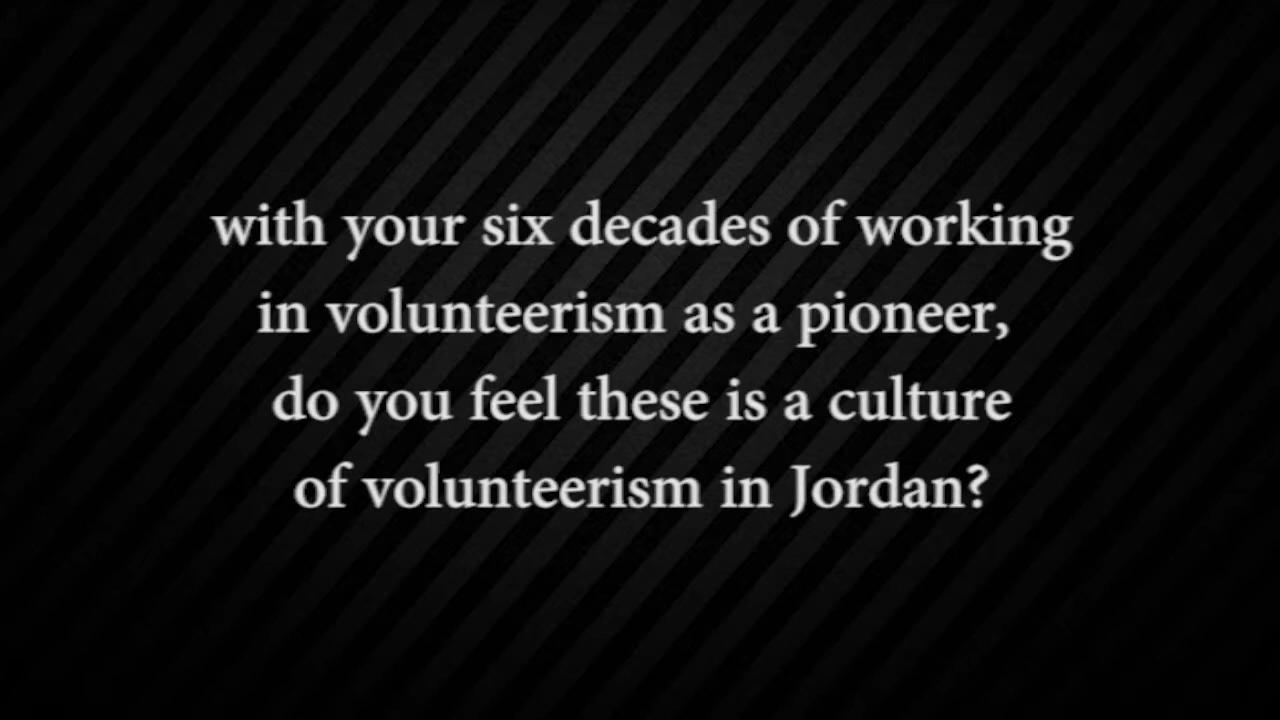 with your six decades of working
in volunteerism as a pioneer,
do you feel these is a culture
of volunteerism in Jordan?